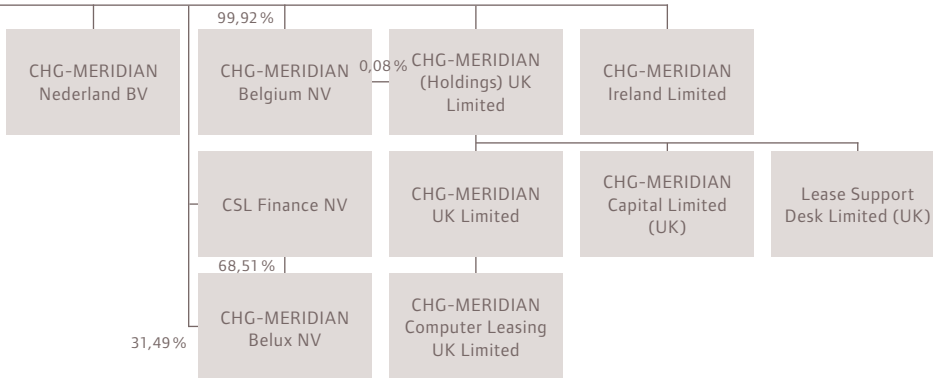 99,92 %
CHG-MERIDIAN
Nederland BV
CHG-MERIDIAN
Belgium NV
0,08 %
CHG-MERIDIAN
(Holdings) UK
Limited
CHG-MERIDIAN
Ireland Limited
CSL Finance NV
CHG-MERIDIAN
UK Limited
CHG-MERIDIAN
Capital Limited
(UK)
Lease Support
Desk Limited (UK)
68,51 %
31,49 %
CHG-MERIDIAN
Belux NV
CHG-MERIDIAN
Computer Leasing
UK Limited